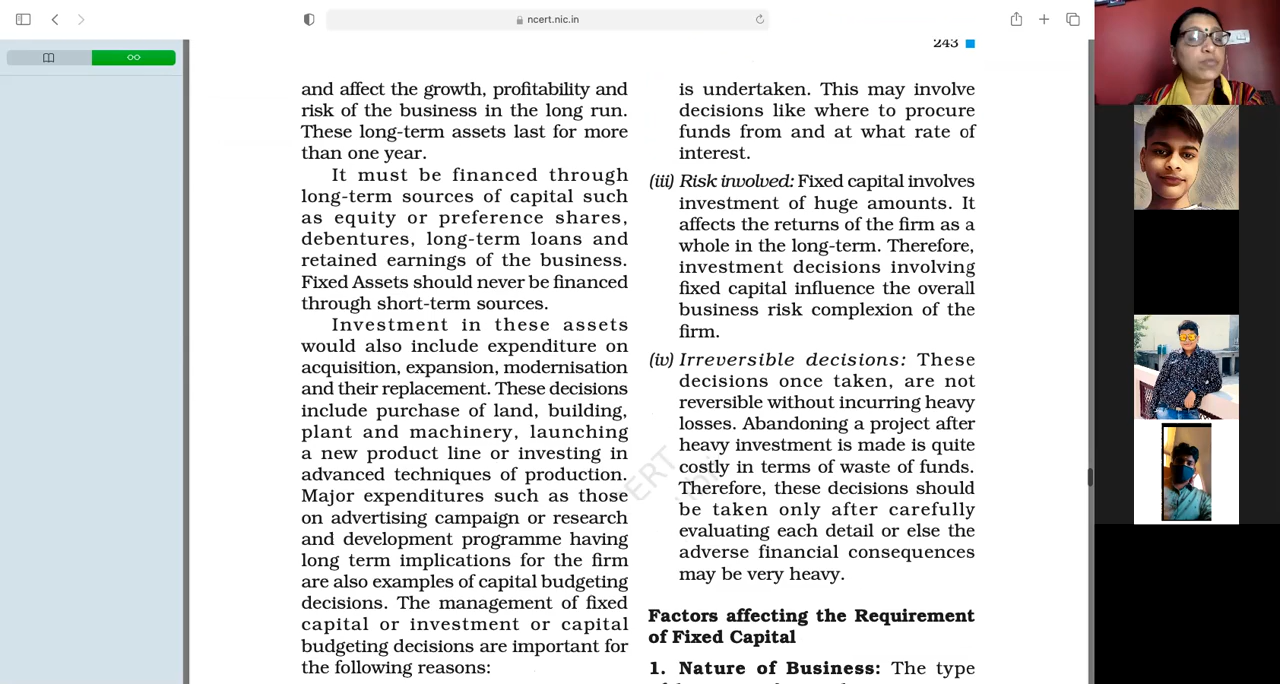 ncert.nic.in
243
and affect the growth, profitability and
risk of the business in the long run.
These long-term assets last for more
than one year.
It must be financed through
long-term sources of capital such
as equity or preference shares,
debentures, long-term loans and
retained earnings of the business.
Fixed Assets should never be financed
through short-term sources.
Investment in these assets
would also include expenditure on
acquisition, expansion, modernisation
and their replacement. These decisions
include purchase of land, building,
plant and machinery, launching
a new product line or investing in
advanced techniques of production.
Major expenditures such as those
on advertising campaign or research
and development programme having
long term implications for the firm
are also examples of capital budgeting
decisions. The management of fixed
capital or investment or capital
budgeting decisions are important for
the following reasons:
is undertaken. This may involve
decisions like where to procure
funds from and at what rate of
interest.
(iii) Risk involved: Fixed capital involves
investment of huge amounts. It
affects the returns of the firm as a
whole in the long-term. Therefore,
investment decisions involving
fixed capital influence the overall
business risk complexion of the
firm.
(iv) Irreversible decisions: These
decisions once taken, are not
reversible without incurring heavy
losses. Abandoning a project after
heavy investment is made is quite
costly in terms of waste of funds.
Therefore, these decisions should
be taken only after carefully
evaluating each detail or else the
adverse financial consequences
may be very heavy.
Factors affecting the Requirement
of Fixed Capital
1. Nature of Business: The type